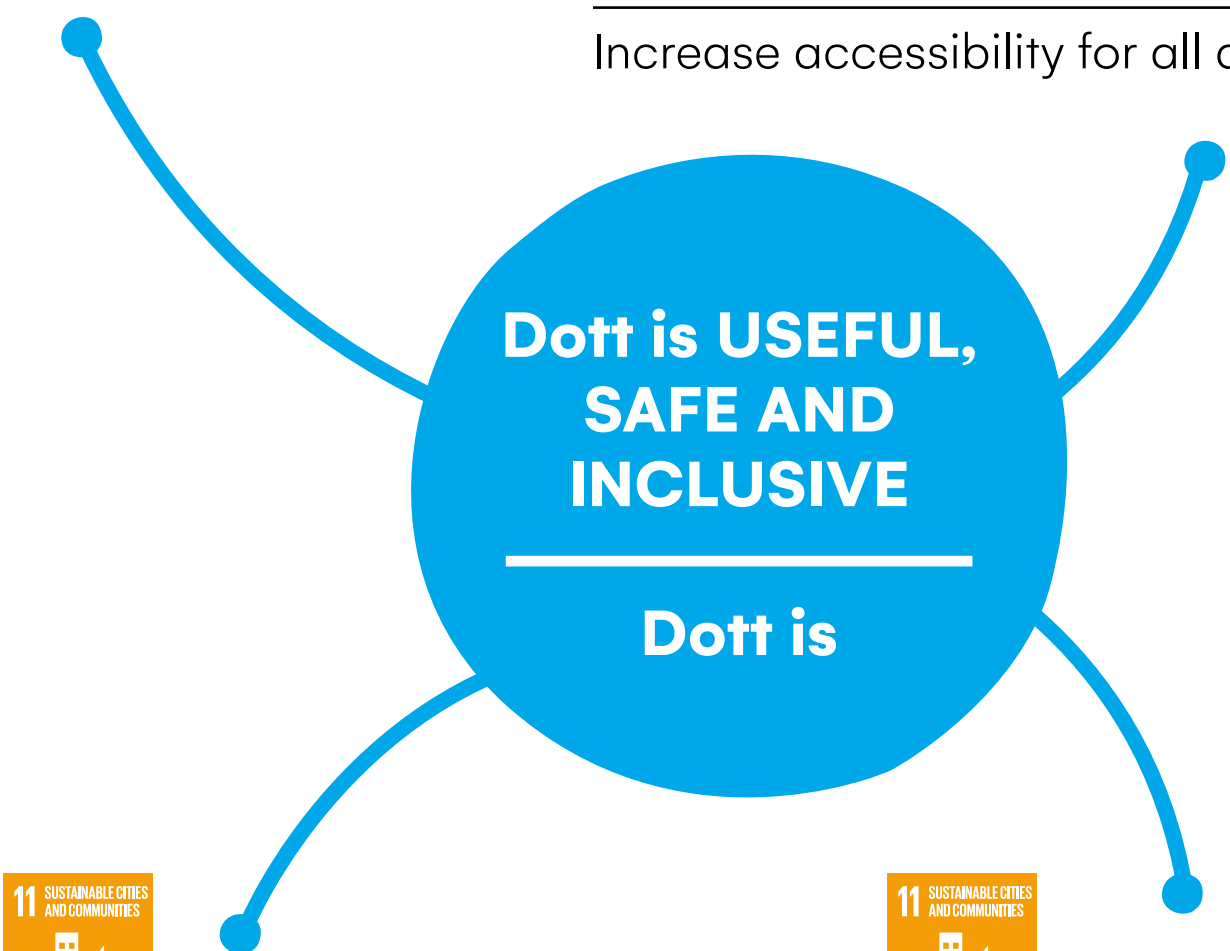 Increase accessibility for all
Dott is USEFUL,
SAFE AND
INCLUSIVE
Dott is
11 SUSTAINABLE CITIES
AND COMMUNITIES
11 SUSTAINABLE CITIES
AND COMMUNITIES